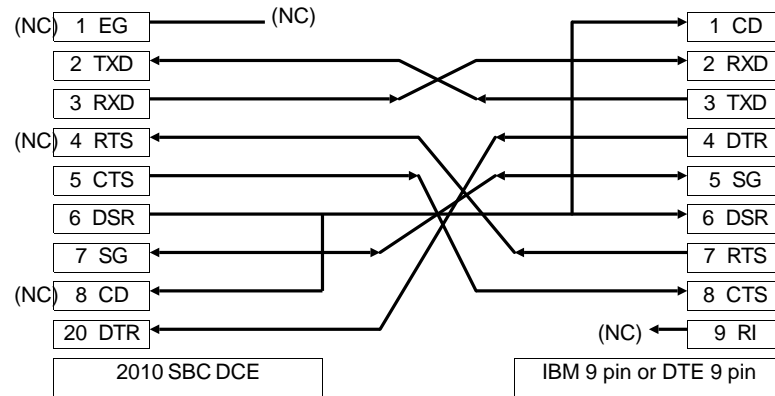 (NC) 1 EG (NC) 1 CD
2 TXD 2 RXD
3 RXD 3 TXD
(NC) 4 RTS 4 DTR
5 CTS 5 SG
6 DSR 6 DSR
7 SG 7 RTS
(NC) 8 CD 8 CTS
20 DTR (NC) 9 RI
2010 SBC DCE IBM 9 pin or DTE 9 pin